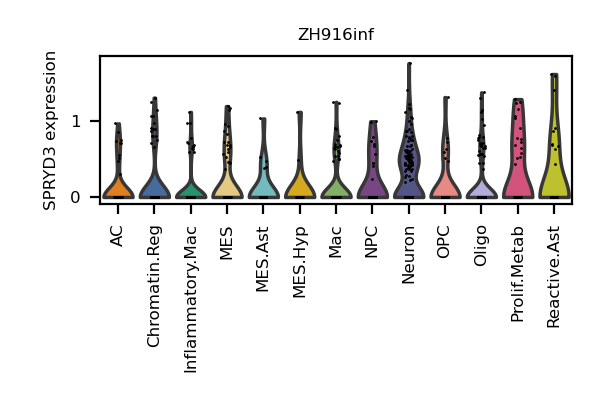 ZH916inf
SPRYD3 expression
1
0
AC
Chromatin.Reg
Inflammatory.Mac
MES
MES.Ast
MES.Hyp
Mac
NPC
Neuron
OPC
Oligo
Prolif.Metab
Reactive.Ast